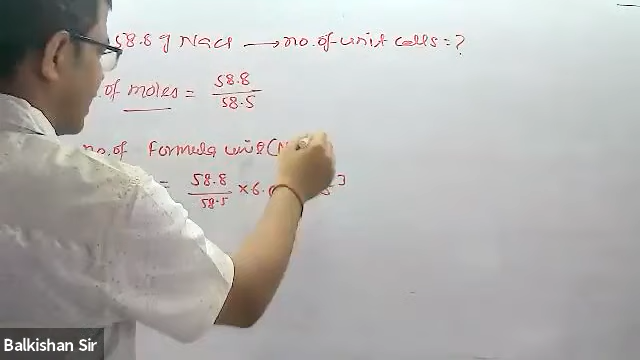 58.8 g NaCl → no. of unit cells = ?
of moles = 58.8 / 58.5
no. of formula unit (N
= 58.8 / 58.5 × 6. 3
Balkishan Sir